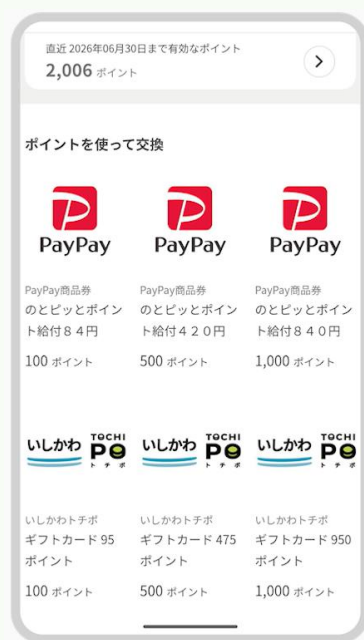 直近 2026年06月30日まで有効なポイント
2,006 ポイント
ポイントを使って交換
PayPay PayPay PayPay
PayPay商品券 PayPay商品券 PayPay商品券
のとピッとポイン のとピッとポイン のとピッとポイン
ト給付84円 ト給付420円 ト給付840円
100 ポイント 500 ポイント 1,000 ポイント
いしかわ TOCHI PO トチポ いしかわ TOCHI PO トチポ いしかわ TOCHI PO トチポ
いしかわトチポ いしかわトチポ いしかわトチポ
ギフトカード 95 ギフトカード 475 ギフトカード 950
ポイント ポイント ポイント
100 ポイント 500 ポイント 1,000 ポイント